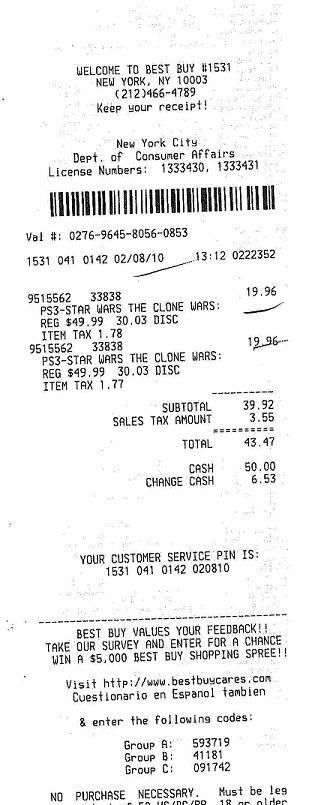 WELCOME TO BEST BUY #1531
NEW YORK, NY 10003
(212)466-4789
Keep your receipt!
New York City
Dept. of Consumer Affairs
License Numbers: 1333430, 1333431
Val #: 0276-9645-8056-0853
1531 041 0142 02/08/10 13:12 0222352
9515562 33838 19.96
PS3-STAR WARS THE CLONE WARS:
REG $49.99 30.03 DISC
ITEM TAX 1.78
9515562 33838 19.96
PS3-STAR WARS THE CLONE WARS:
REG $49.99 30.03 DISC
ITEM TAX 1.77
----------
SUBTOTAL 39.92
SALES TAX AMOUNT 3.55
==========
TOTAL 43.47
CASH 50.00
CHANGE CASH 6.53
YOUR CUSTOMER SERVICE PIN IS:
1531 041 0142 020810
BEST BUY VALUES YOUR FEEDBACK!!
TAKE OUR SURVEY AND ENTER FOR A CHANCE
WIN A $5,000 BEST BUY SHOPPING SPREE!!
Visit http://www.bestbuycares.com
Cuestionario en Espanol tambien
& enter the following codes:
Group A: 593719
Group B: 41181
Group C: 091742
NO PURCHASE NECESSARY. Must be leg
18 or older